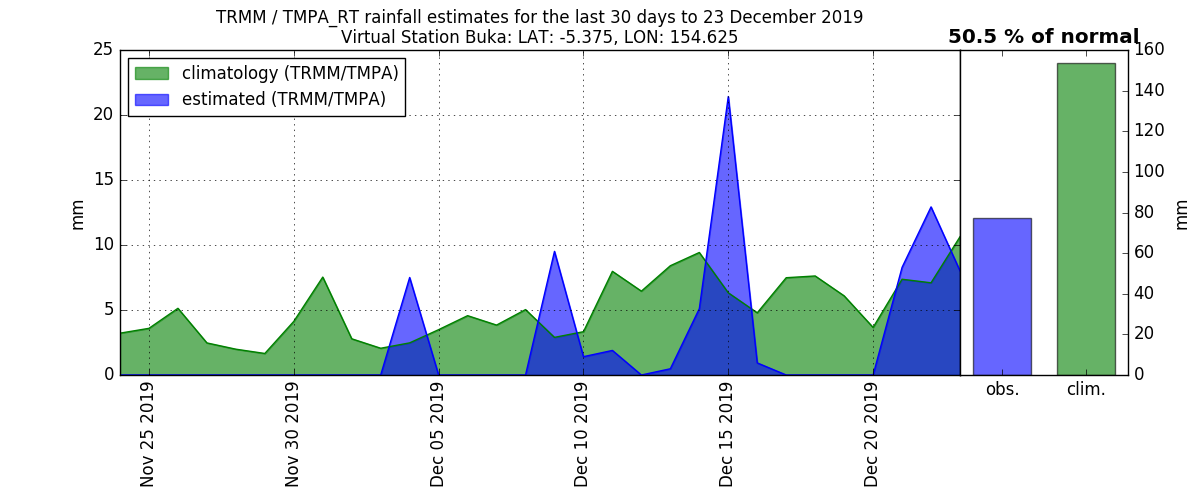 TRMM / TMPA_RT rainfall estimates for the last 30 days to 23 December 2019
Virtual Station Buka: LAT: -5.375, LON: 154.625
50.5 % of normal
climatology (TRMM/TMPA)
estimated (TRMM/TMPA)
mm
25
20
15
10
5
0
Nov 25 2019
Nov 30 2019
Dec 05 2019
Dec 10 2019
Dec 15 2019
Dec 20 2019
obs.
clim.
160
140
120
100
80
60
40
20
0
mm